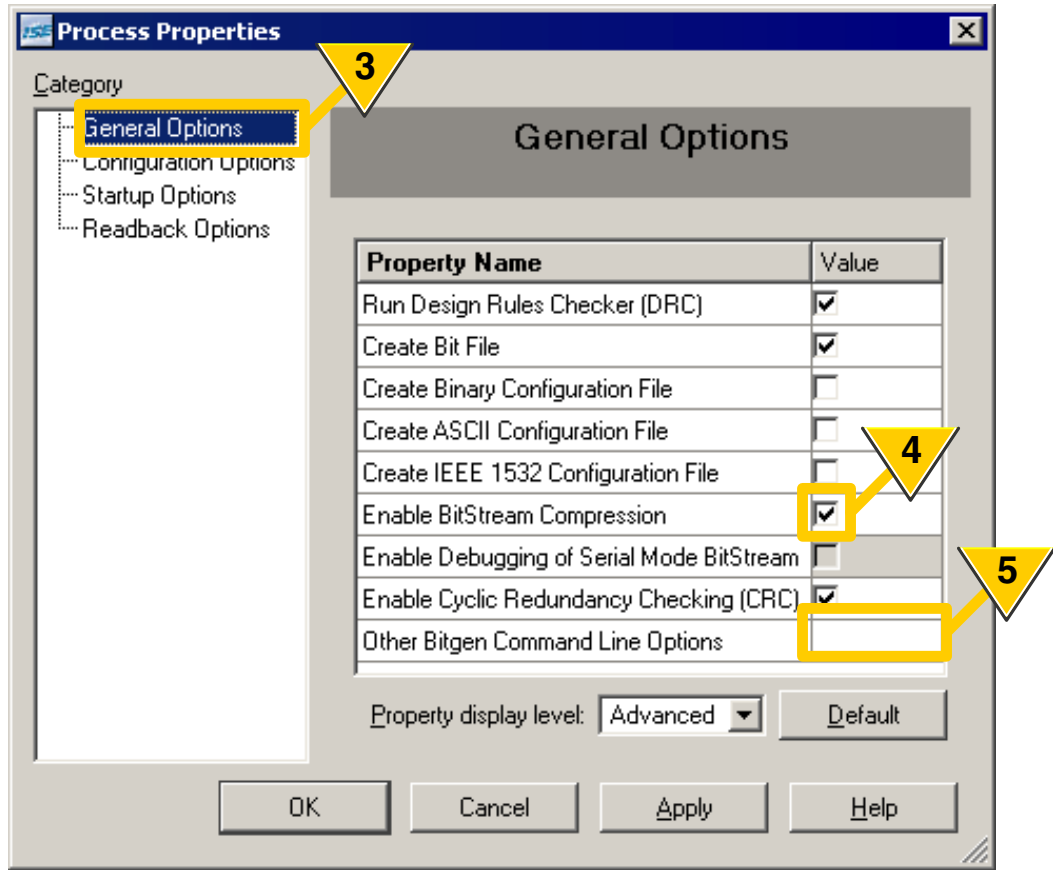 ISE Process Properties
3
Category
General Options
Configuration Options
Startup Options
Readback Options
General Options
Property Name Value
Run Design Rules Checker (DRC)
Create Bit File
Create Binary Configuration File
Create ASCII Configuration File
4
Create IEEE 1532 Configuration File
Enable BitStream Compression
Enable Debugging of Serial Mode BitStream
5
Enable Cyclic Redundancy Checking (CRC)
Other Bitgen Command Line Options
Property display level: Advanced Default
OK Cancel Apply Help